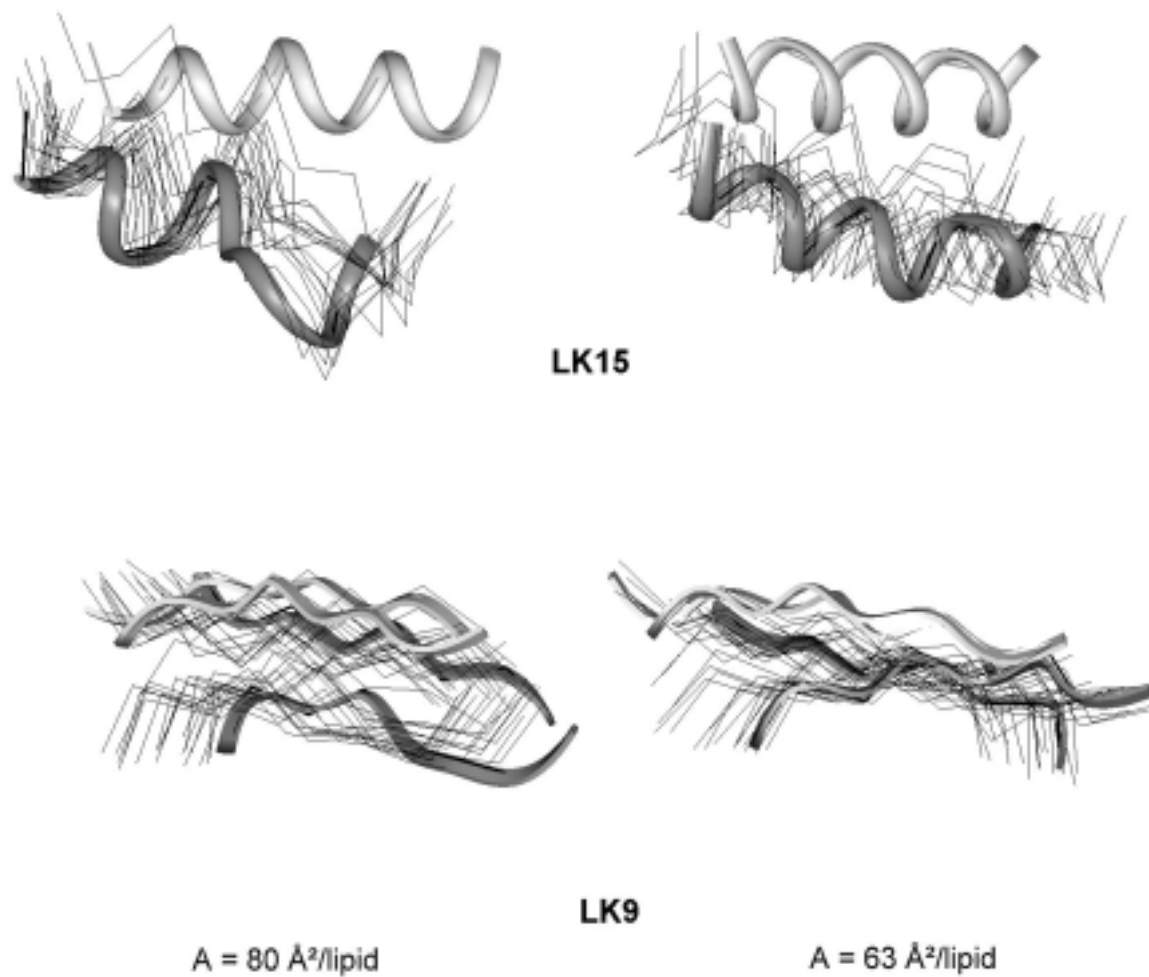 LK15
LK9
A = 80 Å²/lipid
A = 63 Å²/lipid